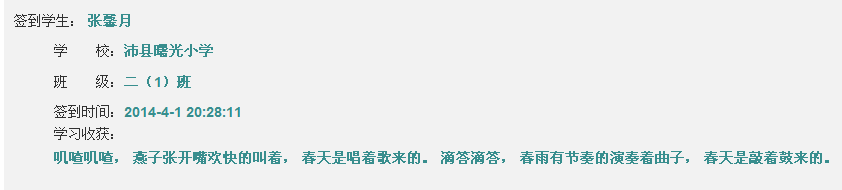 签到学生： 张馨月
学 校：沛县曙光小学
班 级：二（1）班
签到时间：2014-4-1 20:28:11
学习收获：
叽喳叽喳， 燕子张开嘴欢快的叫着， 春天是唱着歌来的。 滴答滴答， 春雨有节奏的演奏着曲子， 春天是敲着鼓来的。